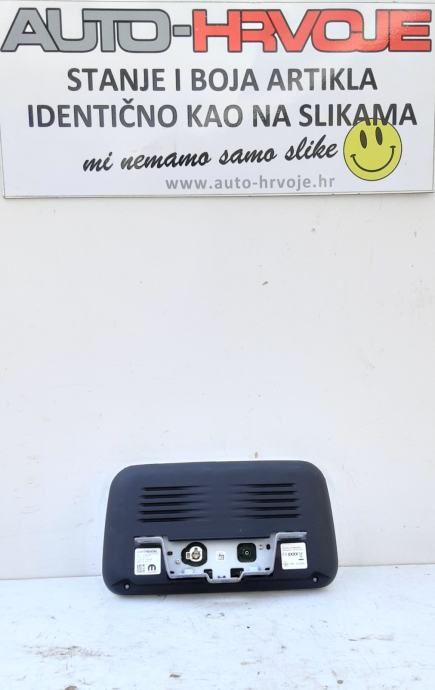 AUTO-HRVOJE
STANJE I BOJA ARTIKLA
IDENTIČNO KAO NA SLIKAMA
mi nemamo samo slike
www.auto-hrvoje.hr